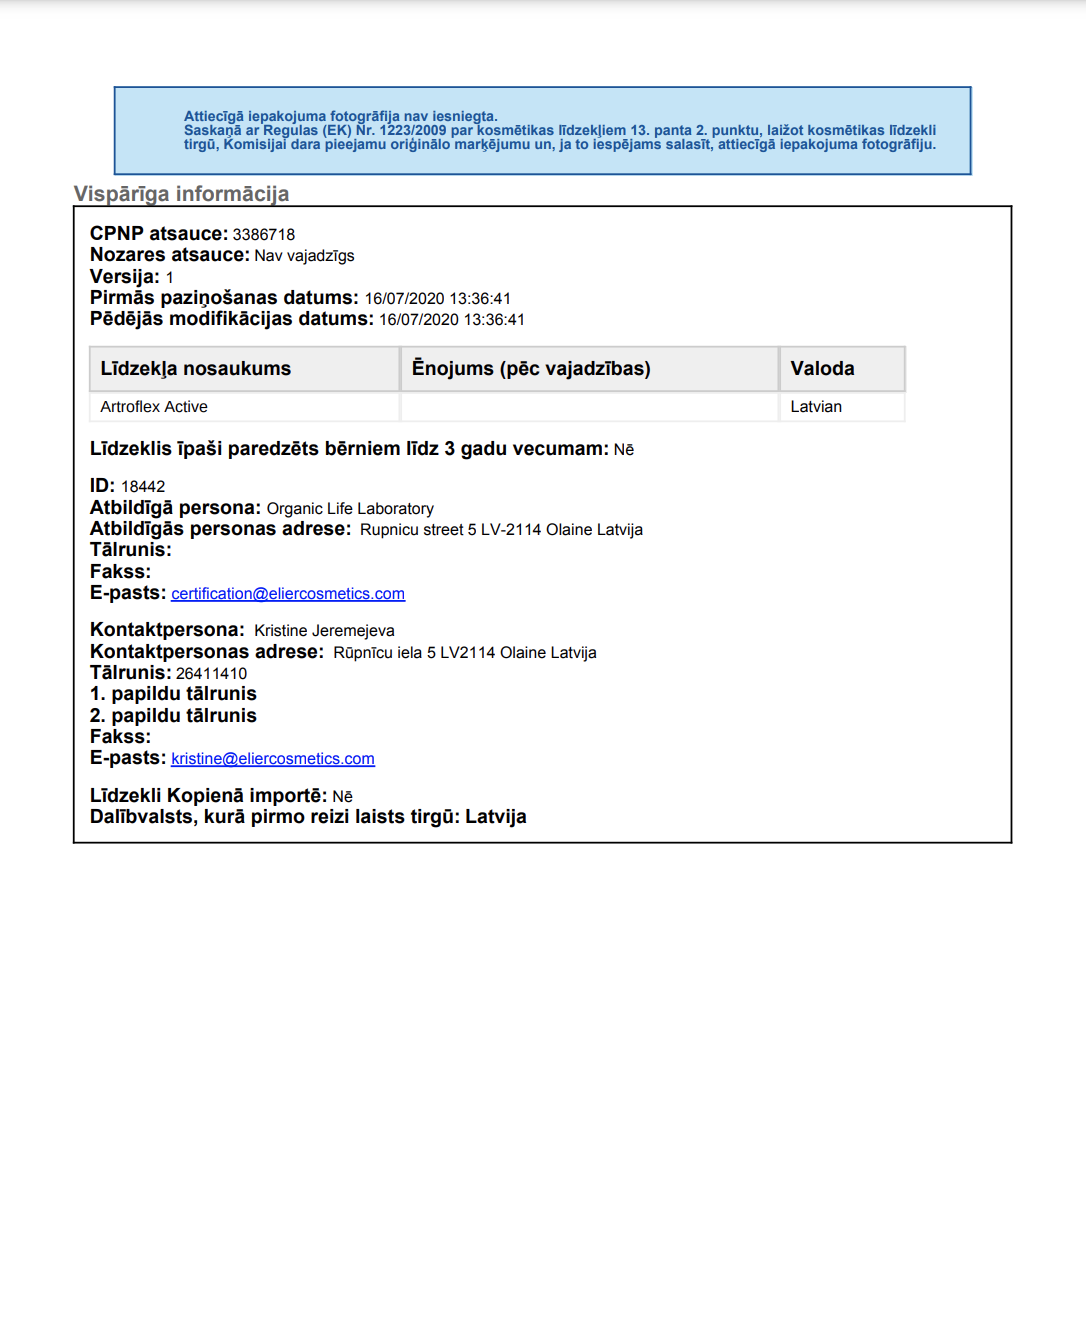 Attiecīgā iepakojuma fotogrāfija nav iesniegta.
Saskaņā ar Regulas (EK) Nr. 1223/2009 par kosmētikas līdzekļiem 13. panta 2. punktu, laižot kosmētikas līdzekli
tirgū, Komisijai dara pieejamu oriģinālo marķējumu un, ja to iespējams salasīt, attiecīgā iepakojuma fotogrāfiju.
Vispārīga informācija
CPNP atsauce: 3386718
Nozares atsauce: Nav vajadzīgs
Versija: 1
Pirmās paziņošanas datums: 16/07/2020 13:36:41
Pēdējās modifikācijas datums: 16/07/2020 13:36:41
Līdzekļa nosaukums Ēnojums (pēc vajadzības) Valoda
Artroflex Active Latvian
Līdzeklis īpaši paredzēts bērniem līdz 3 gadu vecumam: Nē
ID: 18442
Atbildīgā persona: Organic Life Laboratory
Atbildīgās personas adrese: Rupnicu street 5 LV-2114 Olaine Latvija
Tālrunis:
Fakss:
E-pasts: certification@eliercosmetics.com
Kontaktpersona: Kristine Jeremejeva
Kontaktpersonas adrese: Rūpnīcu iela 5 LV2114 Olaine Latvija
Tālrunis: 26411410
1. papildu tālrunis
2. papildu tālrunis
Fakss:
E-pasts: kristine@eliercosmetics.com
Līdzekli Kopienā importē: Nē
Dalībvalsts, kurā pirmo reizi laists tirgū: Latvija